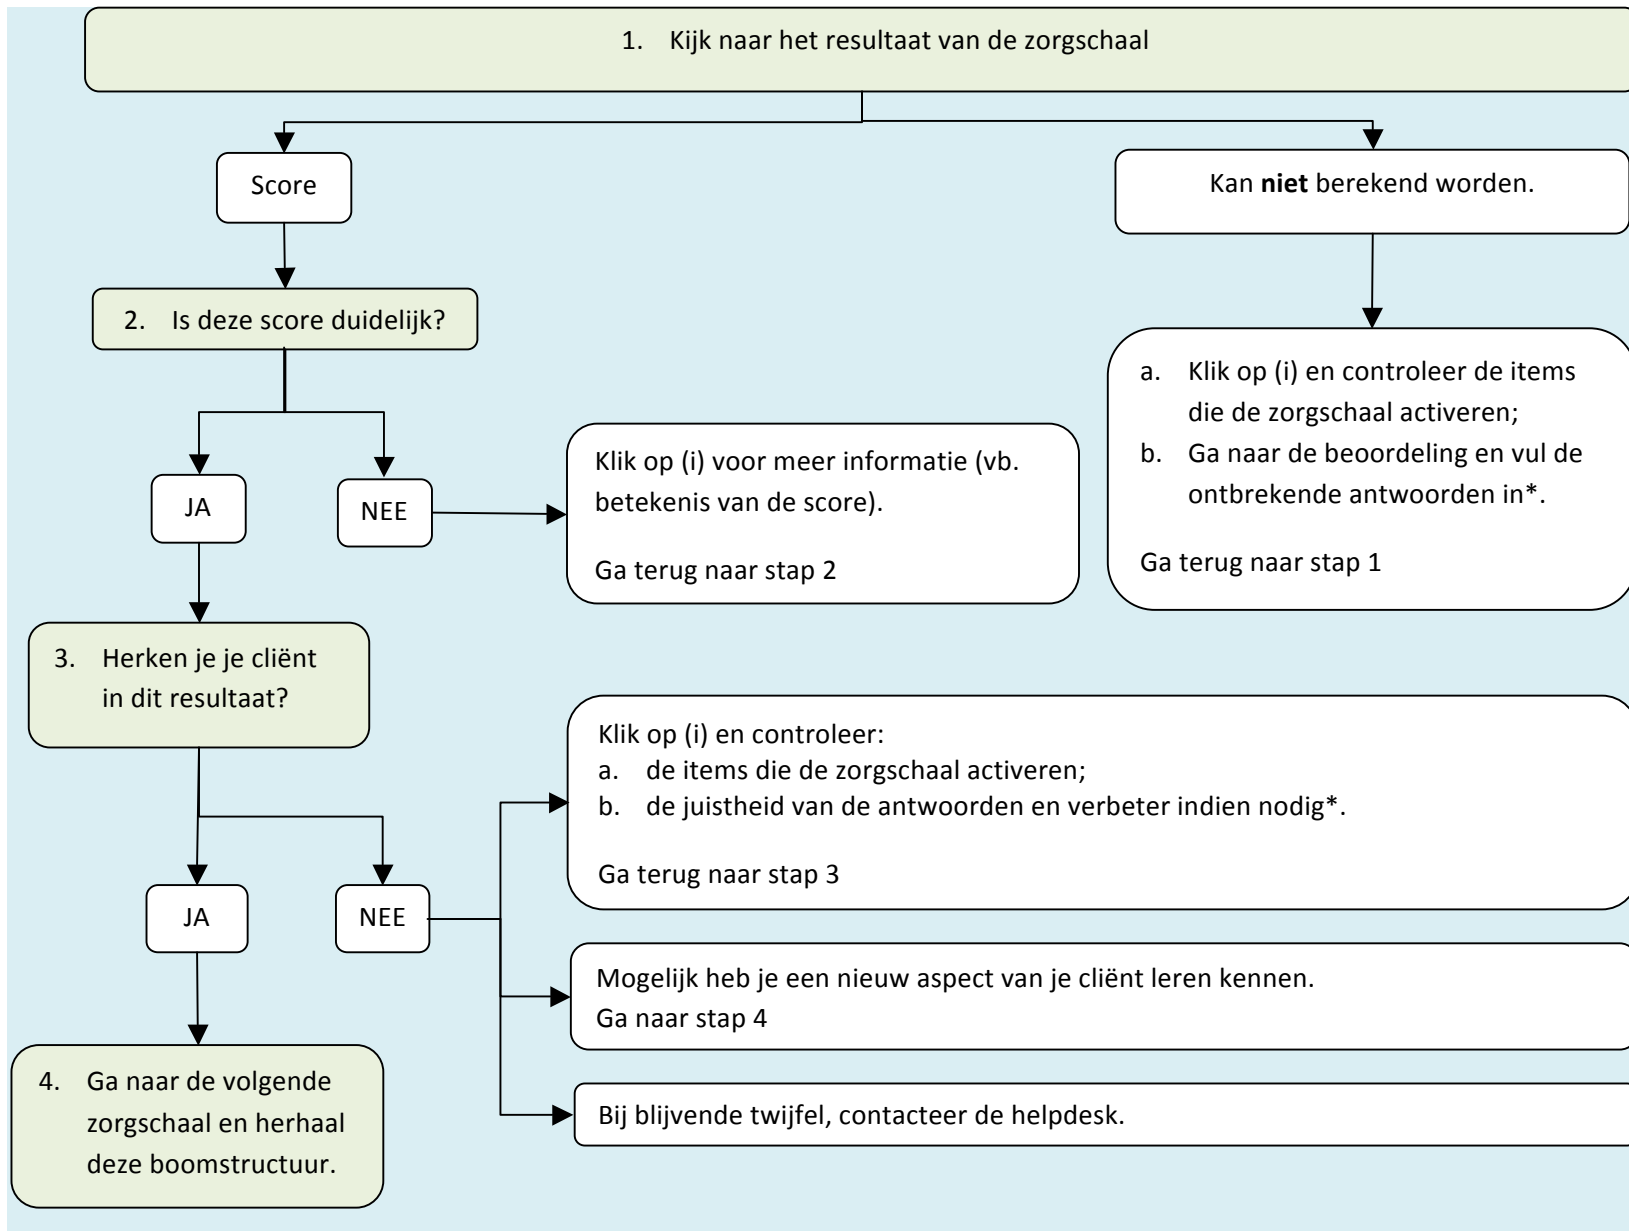 1. Kijk naar het resultaat van de zorgschaal
Score
Kan niet berekend worden.
2. Is deze score duidelijk?
a. Klik op (i) en controleer de items
die de zorgschaal activeren;
b. Ga naar de beoordeling en vul de
ontbrekende antwoorden in*.
Ga terug naar stap 1
JA
NEE
Klik op (i) voor meer informatie (vb.
betekenis van de score).
Ga terug naar stap 2
3. Herken je je cliënt
in dit resultaat?
Klik op (i) en controleer:
a. de items die de zorgschaal activeren;
b. de juistheid van de antwoorden en verbeter indien nodig*.
Ga terug naar stap 3
JA
NEE
Mogelijk heb je een nieuw aspect van je cliënt leren kennen.
Ga naar stap 4
4. Ga naar de volgende
zorgschaal en herhaal
deze boomstructuur.
Bij blijvende twijfel, contacteer de helpdesk.